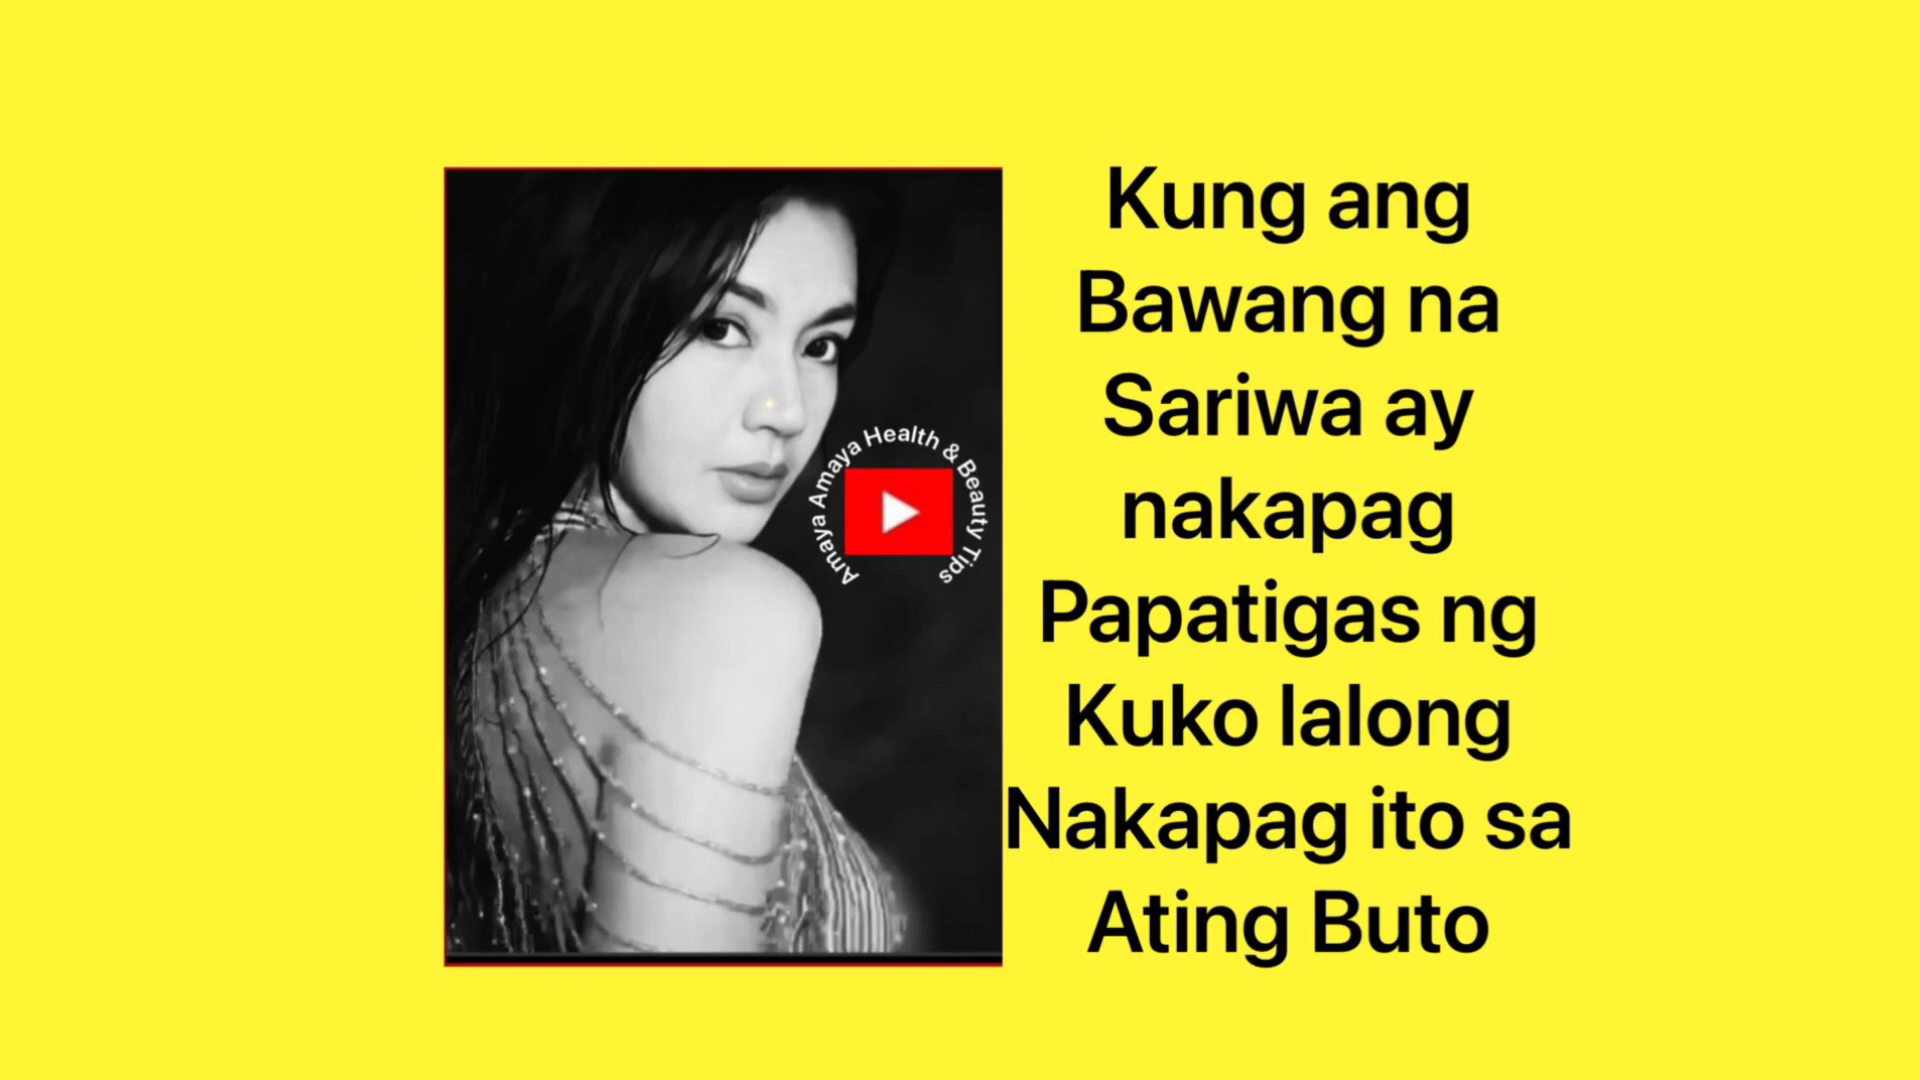 Kung ang
Bawang na
Sariwa ay
nakapag
Papatigas ng
Kuko lalong
Nakapag ito sa
Ating Buto
Amaya Amaya Health & Beauty Tips